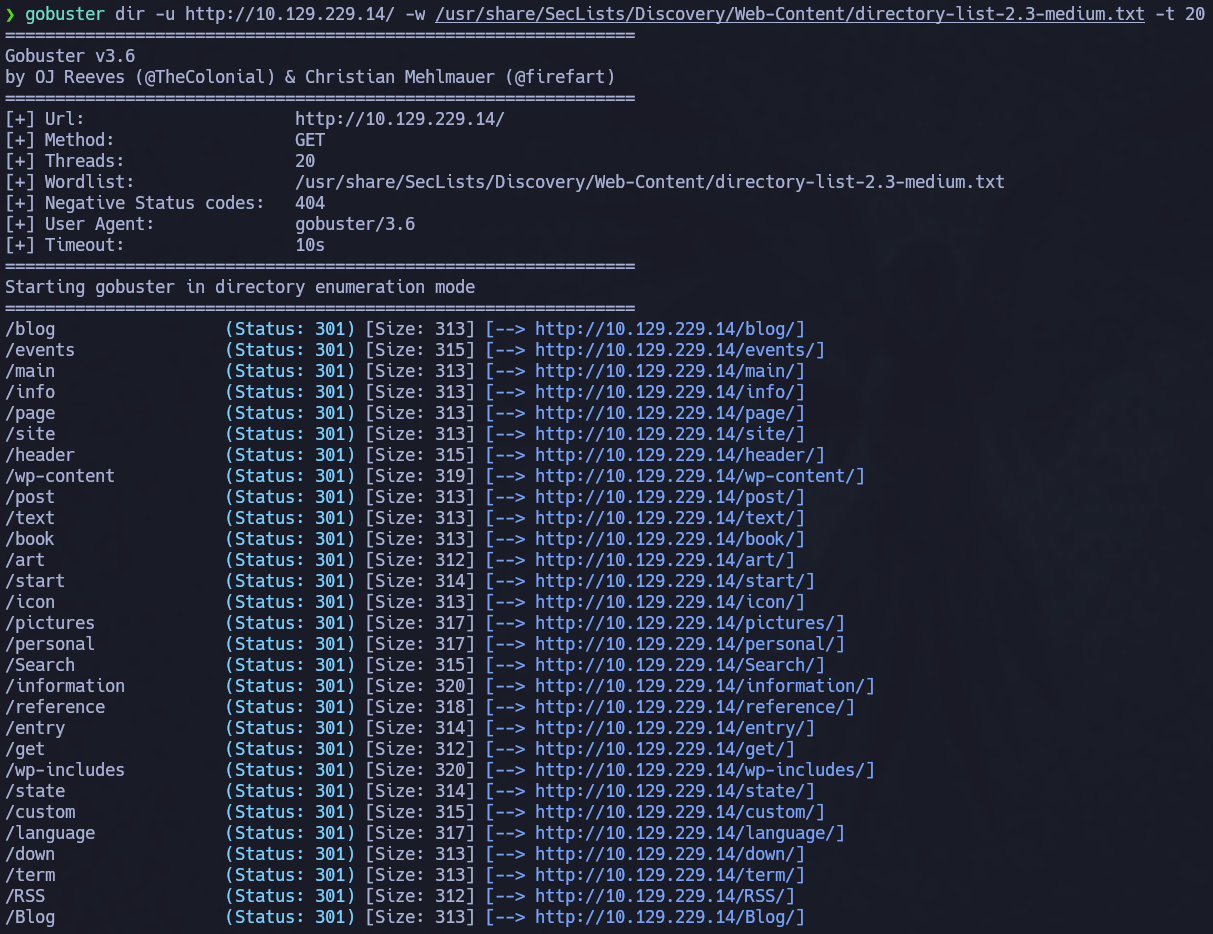 ❯ gobuster dir -u http://10.129.229.14/ -w /usr/share/SecLists/Discovery/Web-Content/directory-list-2.3-medium.txt -t 20
===============================================================
Gobuster v3.6
by OJ Reeves (@TheColonial) & Christian Mehlmauer (@firefart)
===============================================================
[+] Url:                     http://10.129.229.14/
[+] Method:                  GET
[+] Threads:                 20
[+] Wordlist:                /usr/share/SecLists/Discovery/Web-Content/directory-list-2.3-medium.txt
[+] Negative Status codes:   404
[+] User Agent:              gobuster/3.6
[+] Timeout:                 10s
===============================================================
Starting gobuster in directory enumeration mode
===============================================================
/blog                 (Status: 301) [Size: 313] [--> http://10.129.229.14/blog/]
/events               (Status: 301) [Size: 315] [--> http://10.129.229.14/events/]
/main                 (Status: 301) [Size: 313] [--> http://10.129.229.14/main/]
/info                 (Status: 301) [Size: 313] [--> http://10.129.229.14/info/]
/page                 (Status: 301) [Size: 313] [--> http://10.129.229.14/page/]
/site                 (Status: 301) [Size: 313] [--> http://10.129.229.14/site/]
/header               (Status: 301) [Size: 315] [--> http://10.129.229.14/header/]
/wp-content           (Status: 301) [Size: 319] [--> http://10.129.229.14/wp-content/]
/post                 (Status: 301) [Size: 313] [--> http://10.129.229.14/post/]
/text                 (Status: 301) [Size: 313] [--> http://10.129.229.14/text/]
/book                 (Status: 301) [Size: 313] [--> http://10.129.229.14/book/]
/art                  (Status: 301) [Size: 312] [--> http://10.129.229.14/art/]
/start                (Status: 301) [Size: 314] [--> http://10.129.229.14/start/]
/icon                 (Status: 301) [Size: 313] [--> http://10.129.229.14/icon/]
/pictures             (Status: 301) [Size: 317] [--> http://10.129.229.14/pictures/]
/personal             (Status: 301) [Size: 317] [--> http://10.129.229.14/personal/]
/Search               (Status: 301) [Size: 315] [--> http://10.129.229.14/Search/]
/information          (Status: 301) [Size: 320] [--> http://10.129.229.14/information/]
/reference            (Status: 301) [Size: 318] [--> http://10.129.229.14/reference/]
/entry                (Status: 301) [Size: 314] [--> http://10.129.229.14/entry/]
/get                  (Status: 301) [Size: 312] [--> http://10.129.229.14/get/]
/wp-includes          (Status: 301) [Size: 320] [--> http://10.129.229.14/wp-includes/]
/state                (Status: 301) [Size: 314] [--> http://10.129.229.14/state/]
/custom               (Status: 301) [Size: 315] [--> http://10.129.229.14/custom/]
/language             (Status: 301) [Size: 317] [--> http://10.129.229.14/language/]
/down                 (Status: 301) [Size: 313] [--> http://10.129.229.14/down/]
/term                 (Status: 301) [Size: 313] [--> http://10.129.229.14/term/]
/RSS                  (Status: 301) [Size: 312] [--> http://10.129.229.14/RSS/]
/Blog                 (Status: 301) [Size: 313] [--> http://10.129.229.14/Blog/]